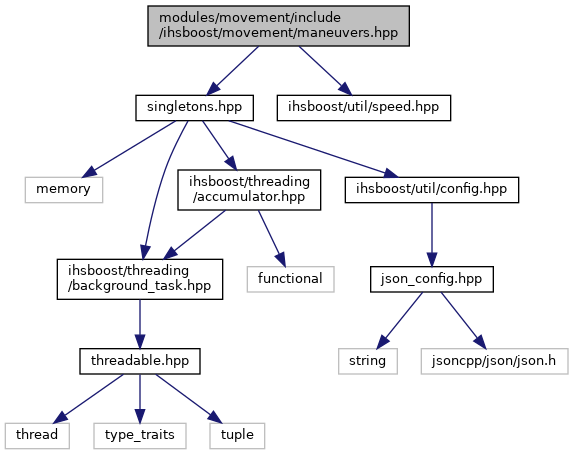 modules/movement/include
/ihsboost/movement/maneuvers.hpp
singletons.hpp
ihsboost/util/speed.hpp
memory
ihsboost/threading
/accumulator.hpp
ihsboost/util/config.hpp
ihsboost/threading
/background_task.hpp
functional
json_config.hpp
threadable.hpp
string
jsoncpp/json/json.h
thread
type_traits
tuple